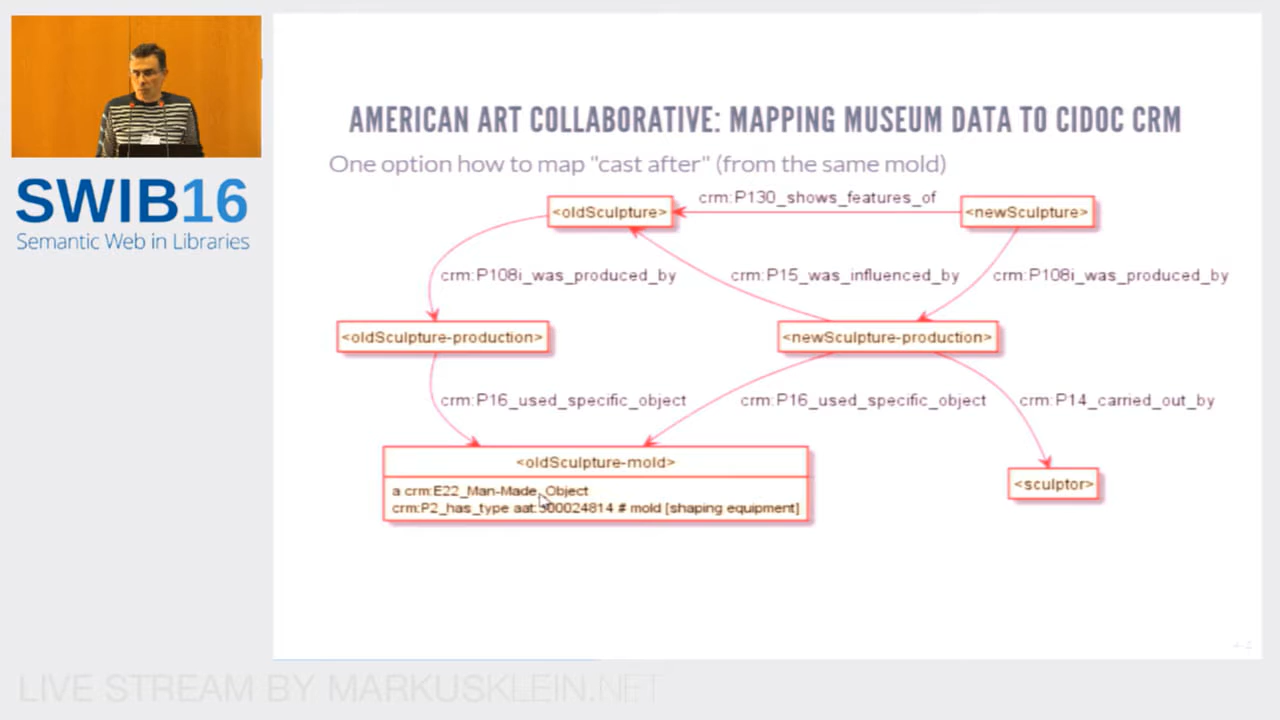 AMERICAN ART COLLABORATIVE: MAPPING MUSEUM DATA TO CIDOC CRM
One option how to map "cast after" (from the same mold)
SWIB16
Semantic Web in Libraries
crm:P130_shows_features_of
<oldSculpture>
<newSculpture>
crm:P108i_was_produced_by
crm:P15_was_influenced_by
crm:P108i_was_produced_by
<oldSculpture-production>
<newSculpture-production>
crm:P16_used_specific_object
crm:P16_used_specific_object
crm:P14_carried_out_by
<oldSculpture-mold>
a crm:E22_Man-Made_Object
crm:P2_has_type aat:300024814 # mold [shaping equipment]
<sculptor>
LIVE STREAM BY MARKUSKLEIN.NET